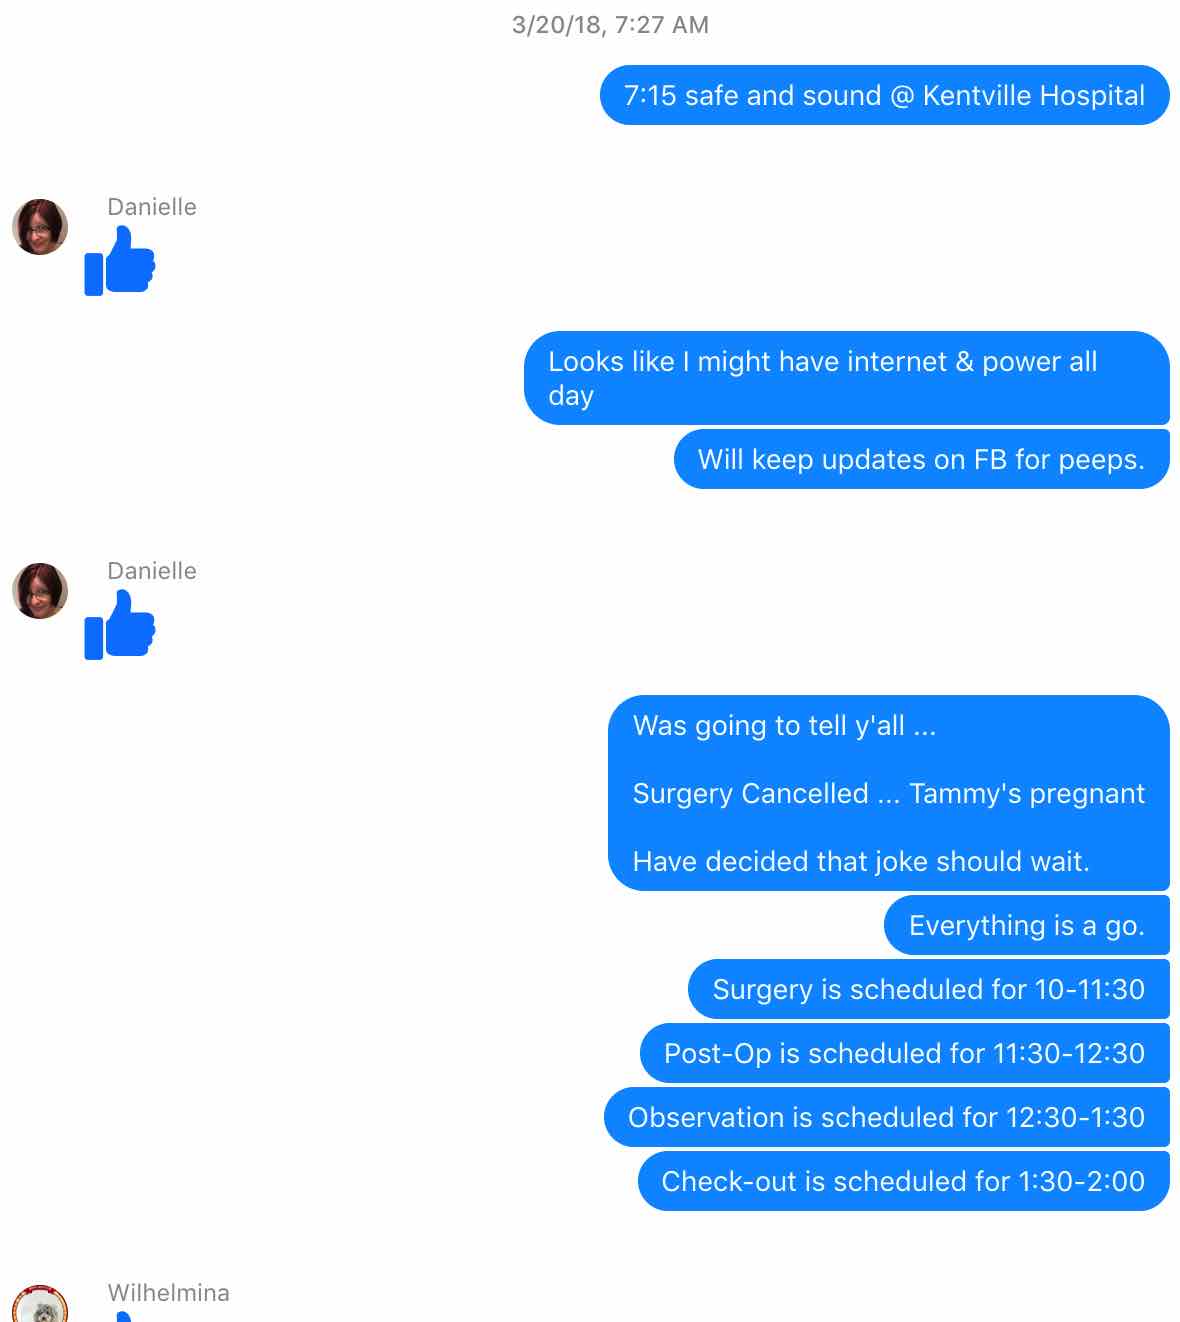 3/20/18, 7:27 AM
7:15 safe and sound @ Kentville Hospital
Danielle
Looks like I might have internet & power all
day
Will keep updates on FB for peeps.
Danielle
Was going to tell y'all ...
Surgery Cancelled ... Tammy's pregnant
Have decided that joke should wait.
Everything is a go.
Surgery is scheduled for 10-11:30
Post-Op is scheduled for 11:30-12:30
Observation is scheduled for 12:30-1:30
Check-out is scheduled for 1:30-2:00
Wilhelmina